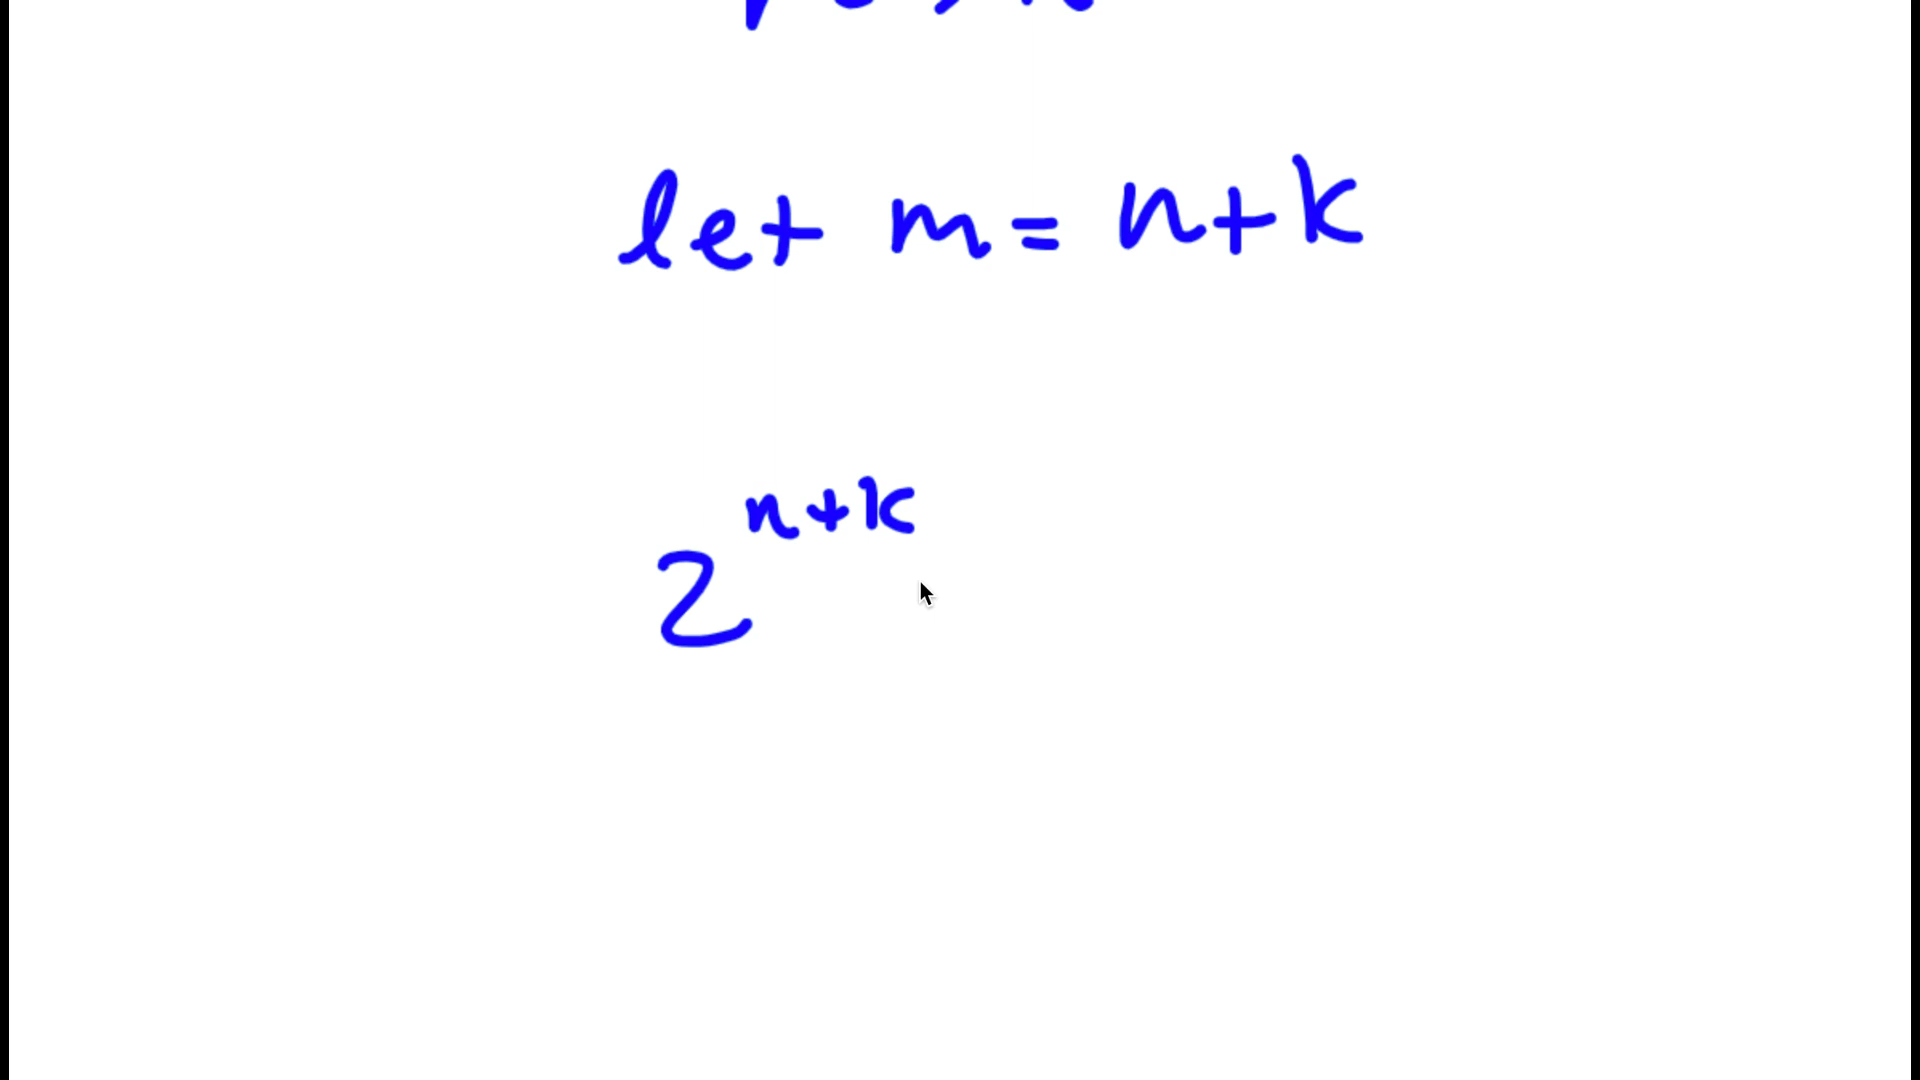 let m = n+k
2^{n+k}